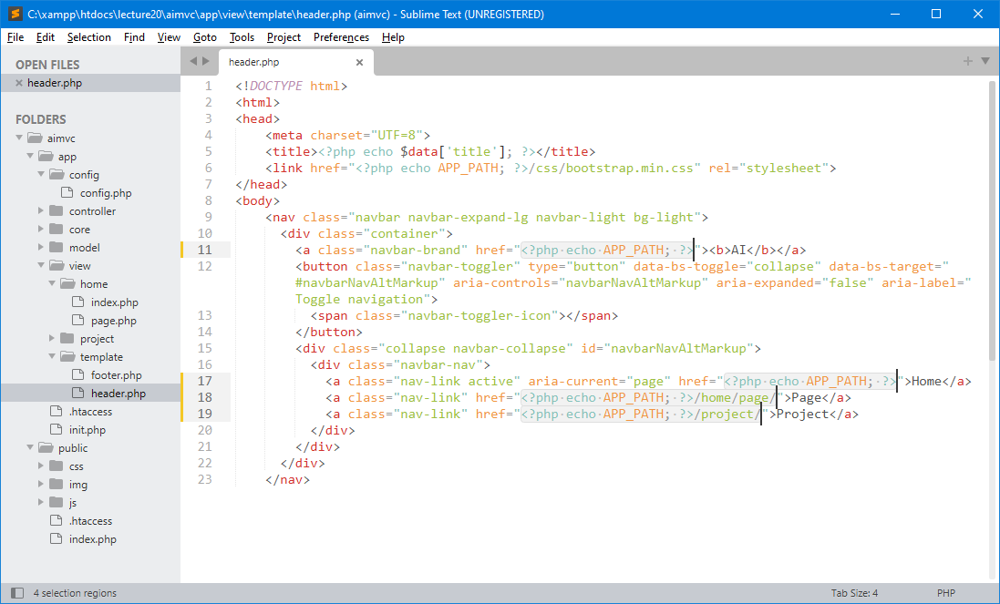 C:\xampp\htdocs\lecture20\aimvc\app\view\template\header.php (aimvc) - Sublime Text (UNREGISTERED)
File Edit Selection Find View Goto Tools Project Preferences Help
OPEN FILES
header.php
FOLDERS
aimvc
app
config
config.php
controller
core
model
view
home
index.php
page.php
project
template
footer.php
header.php
.htaccess
init.php
public
css
img
js
.htaccess
index.php
header.php
1 <!DOCTYPE html>
2 <html>
3 <head>
4 <meta charset="UTF=8">
5 <title><?php echo $data['title']; ?></title>
6 <link href="<?php echo APP_PATH; ?>/css/bootstrap.min.css" rel="stylesheet">
7 </head>
8 <body>
9 <nav class="navbar navbar-expand-lg navbar-light bg-light">
10 <div class="container">
11 <a class="navbar-brand" href="<?php·echo·APP_PATH;·?>"><b>AI</b></a>
12 <button class="navbar-toggler" type="button" data-bs-toggle="collapse" data-bs-target="
#navbarNavAltMarkup" aria-controls="navbarNavAltMarkup" aria-expanded="false" aria-label="
Toggle navigation">
13 <span class="navbar-toggler-icon"></span>
14 </button>
15 <div class="collapse navbar-collapse" id="navbarNavAltMarkup">
16 <div class="navbar-nav">
17 <a class="nav-link active" aria-current="page" href="<?php·echo·APP_PATH;·?>">Home</a>
18 <a class="nav-link" href="<?php·echo·APP_PATH;·?>/home/page/">Page</a>
19 <a class="nav-link" href="<?php·echo·APP_PATH;·?>/project/">Project</a>
20 </div>
21 </div>
22 </div>
23 </nav>
4 selection regions
Tab Size: 4
PHP